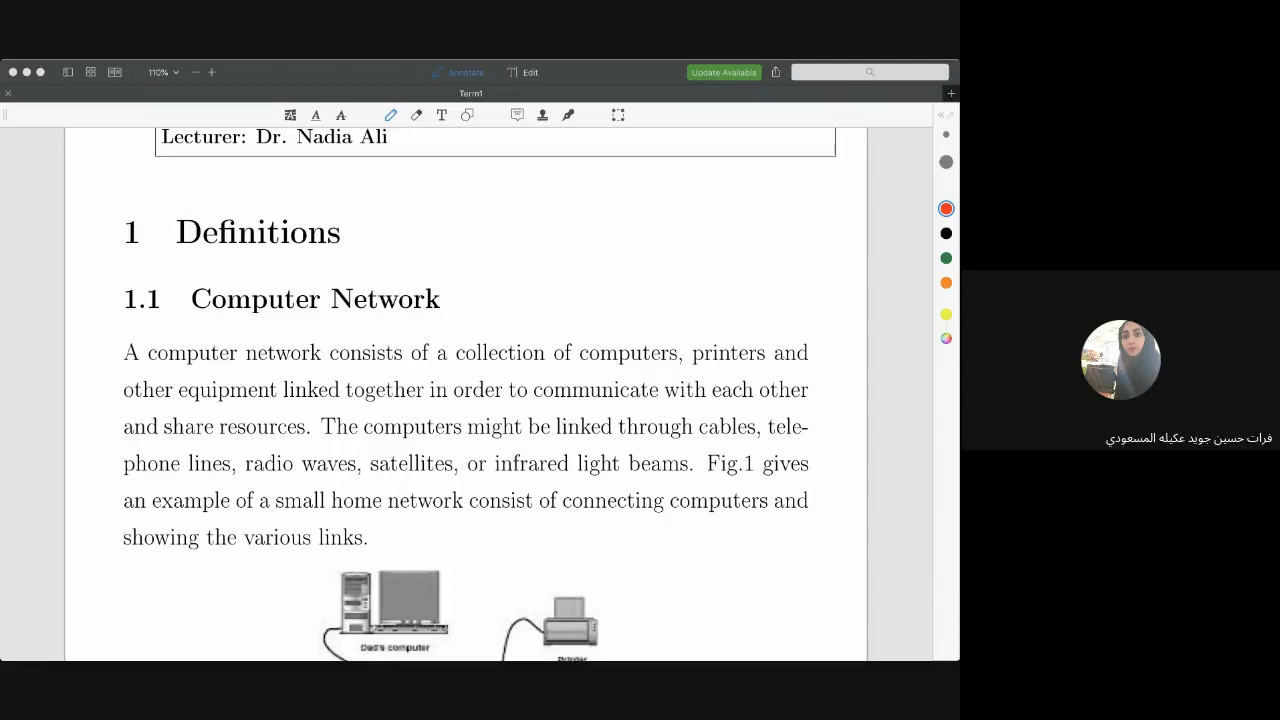 110%
Annotate
Edit
Update Available
Term1
Lecturer: Dr. Nadia Ali
1 Definitions
1.1 Computer Network
A computer network consists of a collection of computers, printers and
other equipment linked together in order to communicate with each other
and share resources. The computers might be linked through cables, tele-
phone lines, radio waves, satellites, or infrared light beams. Fig.1 gives
an example of a small home network consist of connecting computers and
showing the various links.
Dad's computer
Printer
فرات حسين جويد عكيله المسعودي